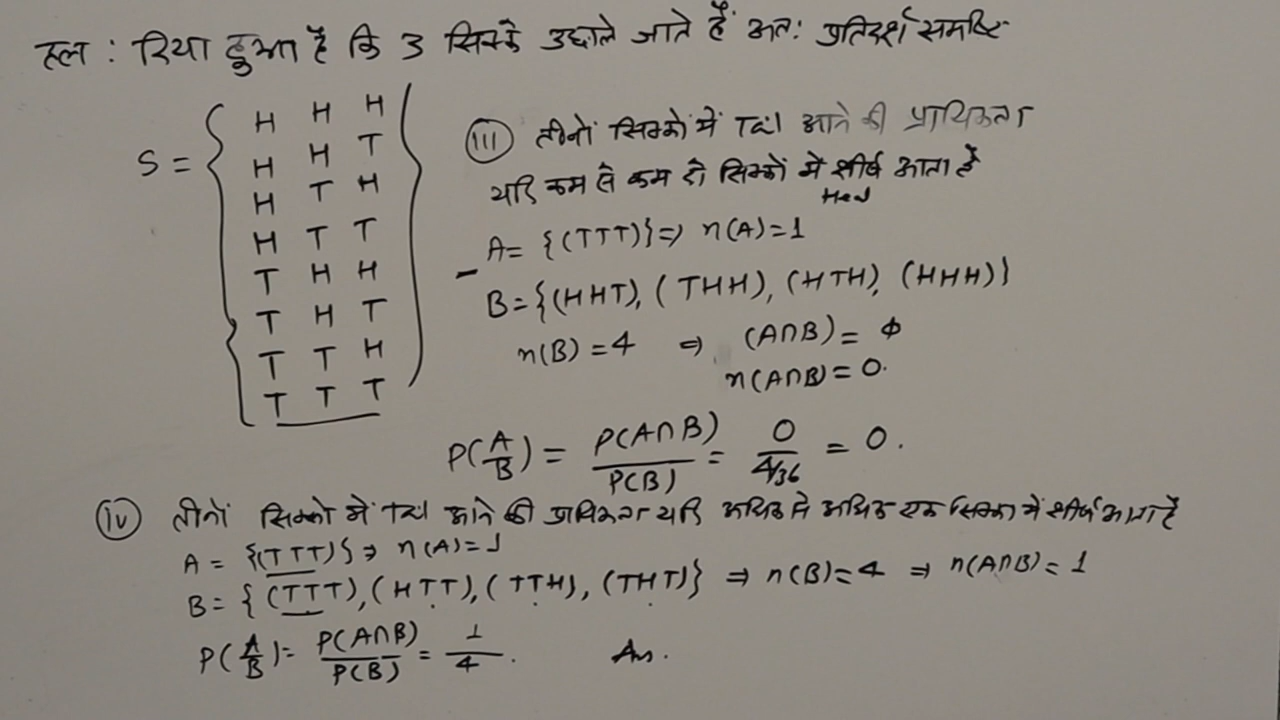 हल : दिया हुआ है कि 3 सिक्के उछाले जाते हैं अतः प्रतिदर्श समष्टि
S = { H H H
H H T
H T H
H T T
T H H
T H T
T T H
T T T }
(iii) तीनों सिक्कों में Tail आने की प्रायिकता
यदि कम से कम दो सिक्कों में शीर्ष आता है
Head
A = {(TTT)} ⇒ n(A) = 1
B = {(HHT), (THH), (HTH), (HHH)}
n(B) = 4 ⇒ (A∩B) = ϕ
n(A∩B) = 0.
P(A/B) = P(A∩B)/P(B) = 0/4/36 = 0.
(iv) तीनों सिक्को में Tail आने की प्रायिकता यदि अधिक से अधिक एक सिक्का में शीर्ष आता है
A = {(TTT)} ⇒ n(A) = 1
B = {(TTT), (HTT), (TTH), (THT)} ⇒ n(B) = 4 ⇒ n(A∩B) = 1
P(A/B) = P(A∩B)/P(B) = 1/4. Ans.